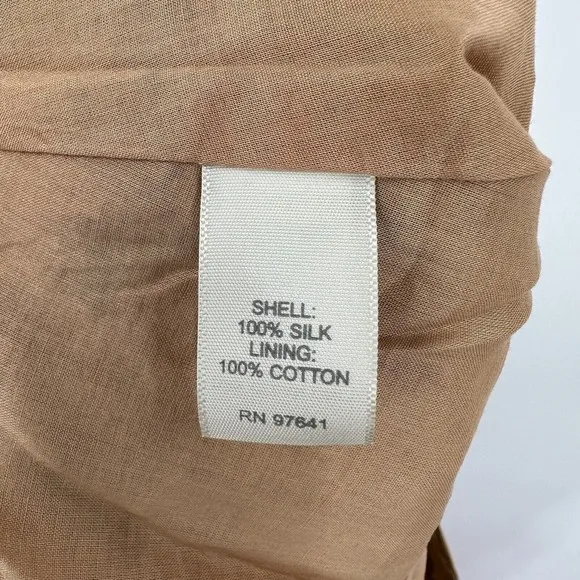 SHELL:
100% SILK
LINING:
100% COTTON
RN 97641